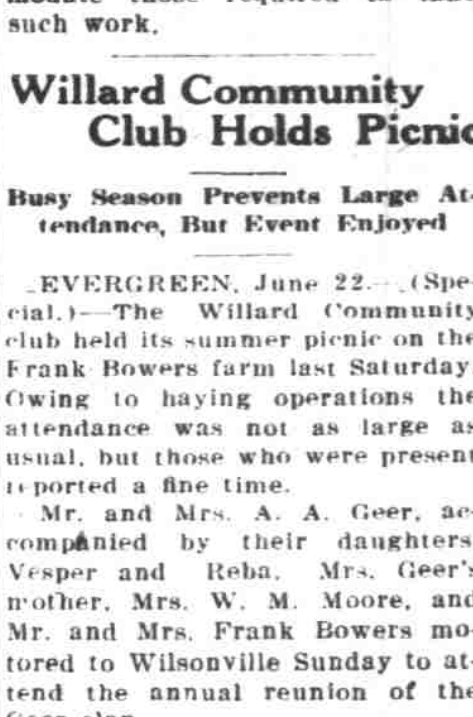 such work.
Willard Community
Club Holds Picnic
Busy Season Prevents Large At-
tendance, But Event Enjoyed
EVERGREEN, June 22.—(Spe-
cial.)—The Willard Community
club held its summer picnic on the
Frank Bowers farm last Saturday.
Owing to haying operations the
attendance was not as large as
usual, but those who were present
reported a fine time.
Mr. and Mrs. A. A. Geer, ac-
companied by their daughters
Vesper and Reba, Mrs. Geer's
mother, Mrs. W. M. Moore, and
Mr. and Mrs. Frank Bowers mo-
tored to Wilsonville Sunday to at-
tend the annual reunion of the